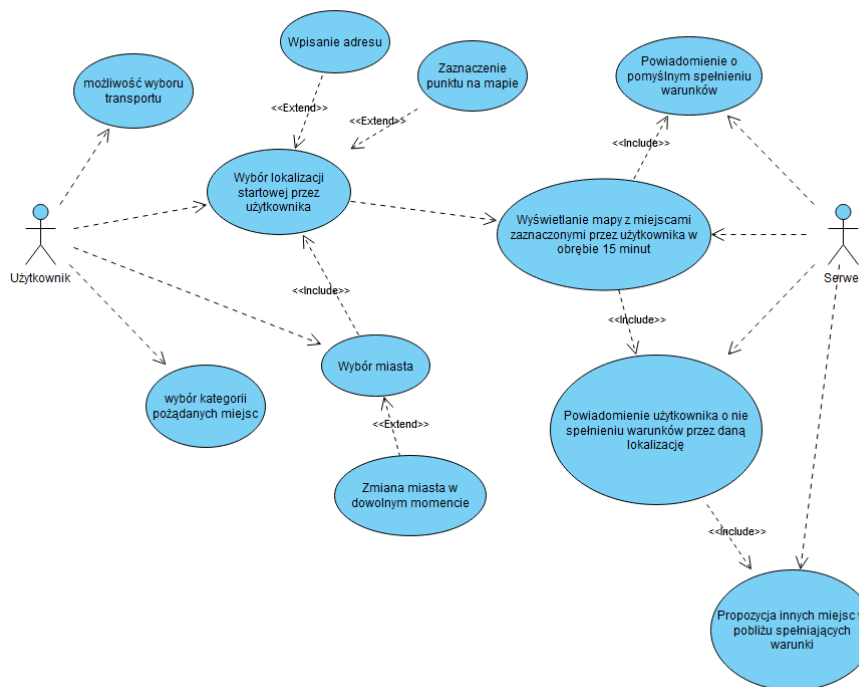 Wpisanie adresu
Zaznaczenie
punktu na mapie
Powiadomienie o
pomyślnym spełnieniu
warunków
możliwość wyboru
transportu
<<Extend>>
<<Extend>>
<<Include>>
Wybór lokalizacji
startowej przez
użytkownika
Wyświetlanie mapy z miejscami
zaznaczonymi przez użytkownika w
obrębie 15 minut
Użytkownik
Serwe
<<Include>>
<<Include>>
Wybór miasta
wybór kategorii
pożądanych miejsc
Powiadomienie użytkownika o nie
spełnieniu warunków przez daną
lokalizację
<<Extend>>
Zmiana miasta w
dowolnym momencie
<<Include>>
Propozycja innych miejsc w
pobliżu spełniających
warunki